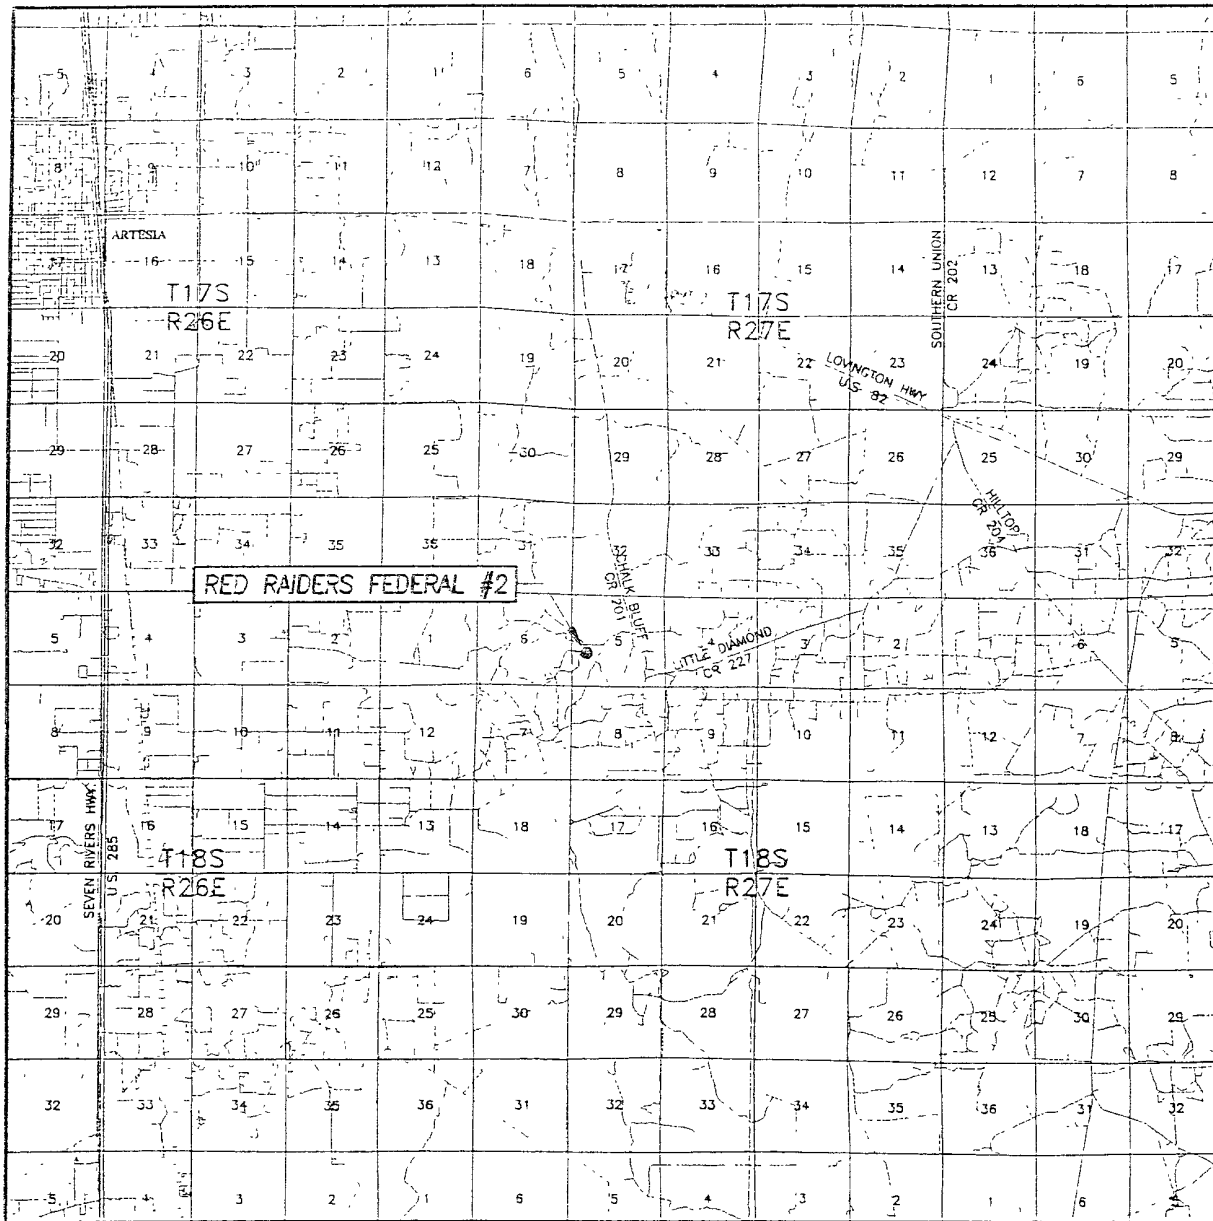 5 4 3 2 1 6 5 4 3 2 1 6 5
8 9 10 11 12 7 8 9 10 11 12 7 8
ARTESIA
17 16 15 14 13 18 17 16 15 14 13 18 17
SOUTHERN UNION
CR 202
T17S
R26E
T17S
R27E
20 21 22 23 24 19 20 21 22 23 24 19 20
LOVINGTON HWY
U.S. 82
29 28 27 26 25 30 29 28 27 26 25 30 29
HILLTOP
CR 204
32 33 34 35 36 31 32 33 34 35 36 31 32
RED RAIDERS FEDERAL #2
CHALK BLUFF
CR 201
5 4 3 2 1 6 5 4 3 2 1 6 5
LITTLE DIAMOND
CR 227
8 9 10 11 12 7 8 9 10 11 12 7 8
17 16 15 14 13 18 17 16 15 14 13 18 17
SEVEN RIVERS HWY.
U.S. 285
T18S
R26E
T18S
R27E
20 21 22 23 24 19 20 21 22 23 24 19 20
29 28 27 26 25 30 29 28 27 26 25 30 29
32 33 34 35 36 31 32 33 34 35 36 31 32
5 4 3 2 1 6 5 4 3 2 1 6